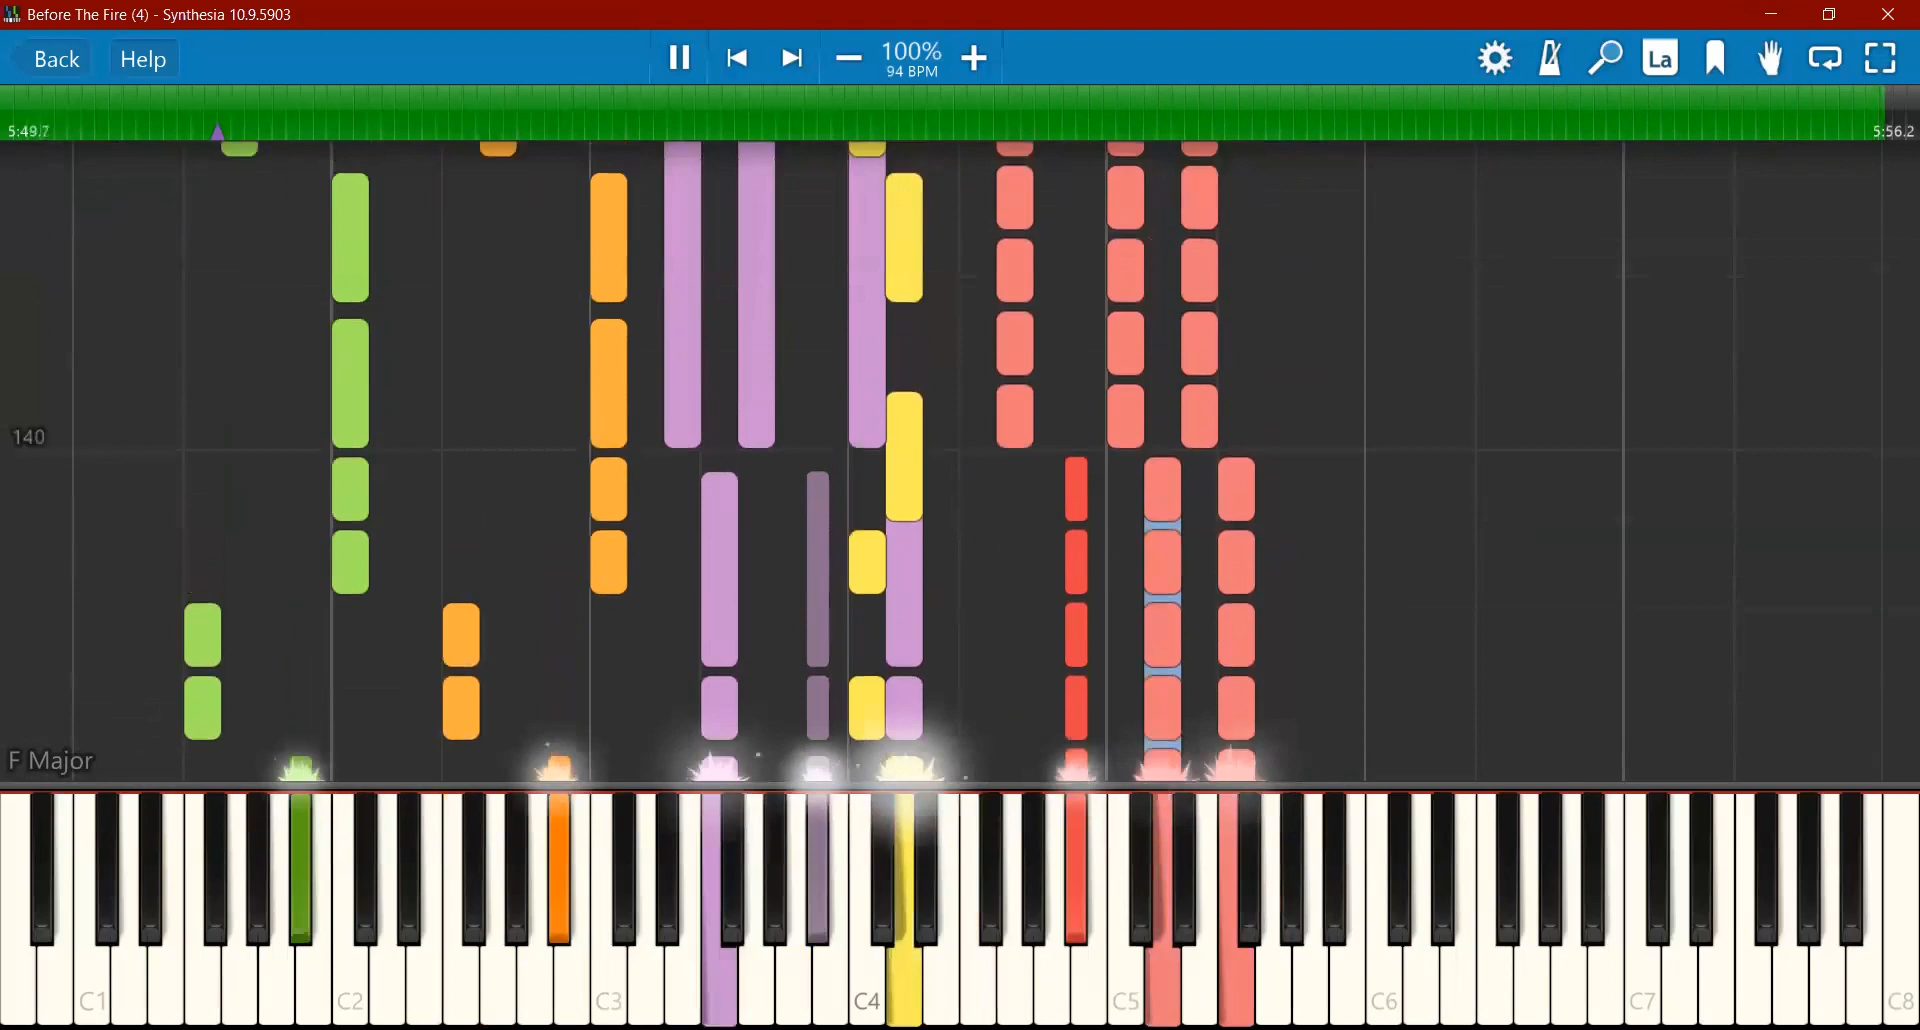 Before The Fire (4) - Synthesia 10.9.5903
Back
Help
100%
94 BPM
La
5:49.7
5:56.2
140
F Major
C1
C2
C3
C4
C5
C6
C7
C8